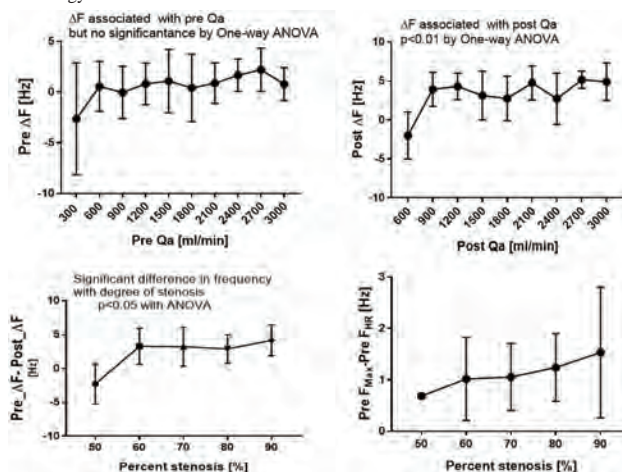 ΔF associated with pre Qa
but no significantance by One-way ANOVA
Pre ΔF [Hz]
5
0
-5
-10
300 600 900 1200 1500 1800 2100 2400 2700 3000
Pre Qa [ml/min]
ΔF associated with post Qa
p<0.01 by One-way ANOVA
Post ΔF [Hz]
10
5
0
-5
-10
600 900 1200 1500 1800 2100 2400 2700 3000
Post Qa [ml/min]
Significant difference in frequency
with degree of stenosis
p<0.05 with ANOVA
Pre_ΔF- Post_ΔF
[Hz]
10
5
0
-5
-10
50 60 70 80 90
Percent stenosis [%]
Pre FMax-Pre FHR [Hz]
3
2
1
0
50 60 70 80 90
Percent stenosis [%]